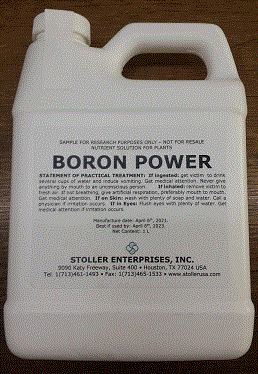 SAMPLE FOR RESEARCH PURPOSES ONLY – NOT FOR RESALE
NUTRIENT SOLUTION FOR PLANTS
BORON POWER
STATEMENT OF PRACTICAL TREATMENT: If ingested: get victim to drink
several cups of water and induce vomiting. Get medical attention. Never give
anything by mouth to an unconscious person. If inhaled: remove victim to
fresh air. If not breathing, give artificial respiration, preferably mouth to mouth.
Get medical attention. If on Skin: wash with plenty of soap and water. Call a
physician if irritation occurs. If in Eyes: Flush eyes with plenty of water. Get
medical attention if irritation occurs.
Manufacture date: April 8th, 2021.
Best if used by: April 8th, 2023
Net Content: 1 L
STOLLER ENTERPRISES, INC.
9090 Katy Freeway, Suite 400 • Houston, TX 77024 USA
Tel. 1(713)461-1493 • Fax: 1(713)465-1533 • www.stollerusa.com